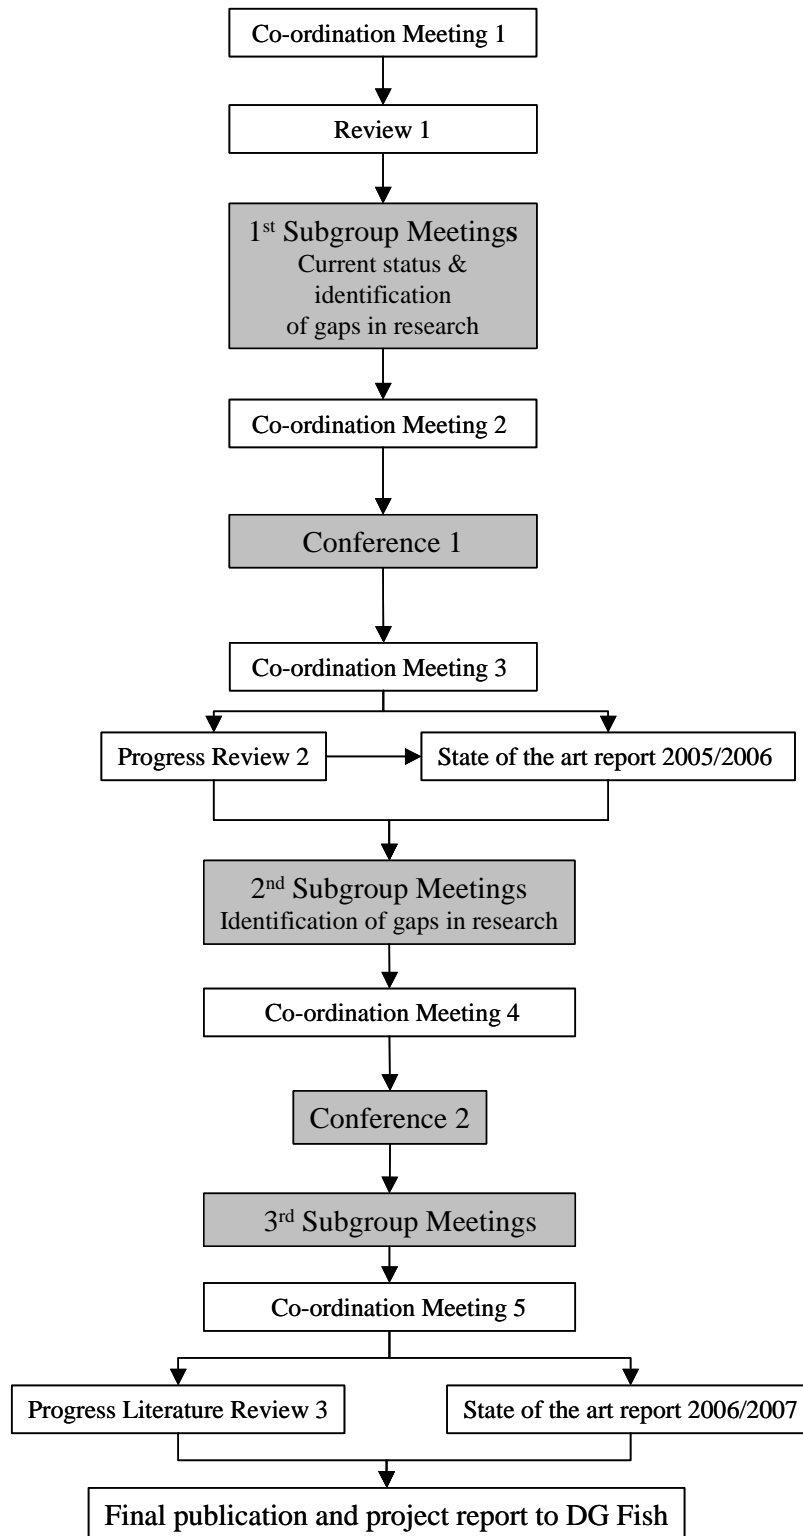 Co-ordination Meeting 1
Review 1
1st Subgroup Meetings
Current status &
identification
of gaps in research
Co-ordination Meeting 2
Conference 1
Co-ordination Meeting 3
Progress Review 2
State of the art report 2005/2006
2nd Subgroup Meetings
Identification of gaps in research
Co-ordination Meeting 4
Conference 2
3rd Subgroup Meetings
Co-ordination Meeting 5
Progress Literature Review 3
State of the art report 2006/2007
Final publication and project report to DG Fish